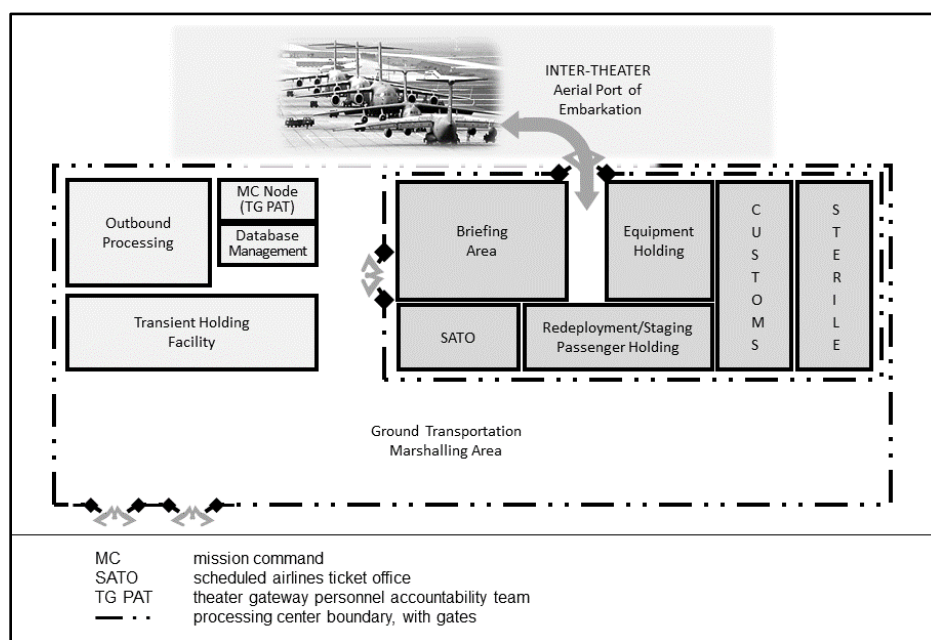 INTER-THEATER
Aerial Port of
Embarkation
Outbound
Processing
MC Node
(TG PAT)
Database
Management
Transient Holding
Facility
Briefing
Area
Equipment
Holding
SATO
Redeployment/Staging
Passenger Holding
C
U
S
T
O
M
S
S
T
E
R
I
L
E
Ground Transportation
Marshalling Area
MC mission command
SATO scheduled airlines ticket office
TG PAT theater gateway personnel accountability team
processing center boundary, with gates